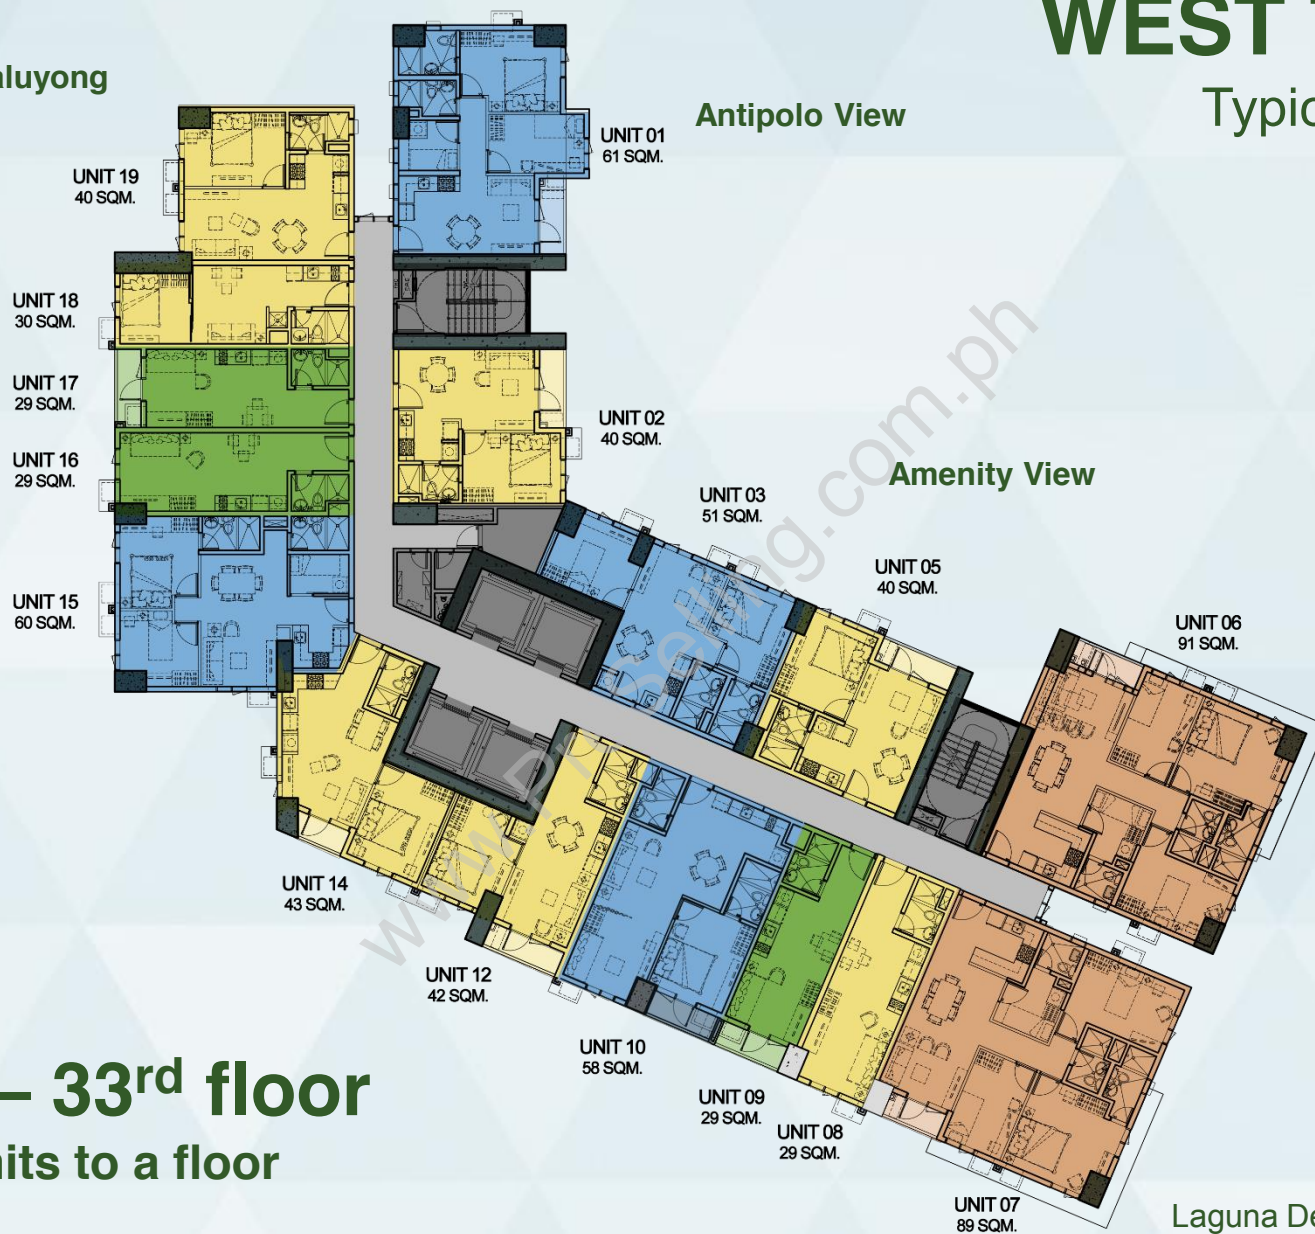 WEST
Typic
aluyong
Antipolo View
UNIT 01
61 SQM.
UNIT 19
40 SQM.
UNIT 18
30 SQM.
UNIT 17
29 SQM.
UNIT 02
40 SQM.
UNIT 16
29 SQM.
Amenity View
UNIT 03
51 SQM.
UNIT 05
40 SQM.
UNIT 15
60 SQM.
UNIT 06
91 SQM.
UNIT 14
43 SQM.
UNIT 12
42 SQM.
UNIT 10
58 SQM.
UNIT 09
29 SQM.
UNIT 08
29 SQM.
UNIT 07
89 SQM.
– 33rd floor
nits to a floor
Laguna De